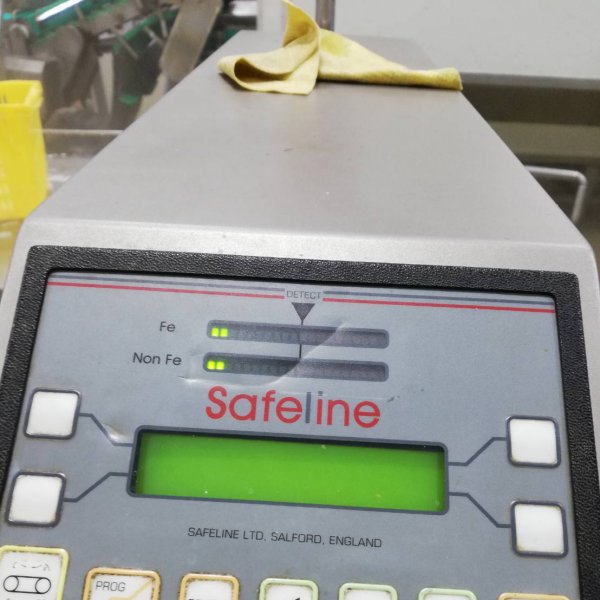 DETECT
Fe
Non Fe
Safeline
SAFELINE LTD. SALFORD, ENGLAND
PROG